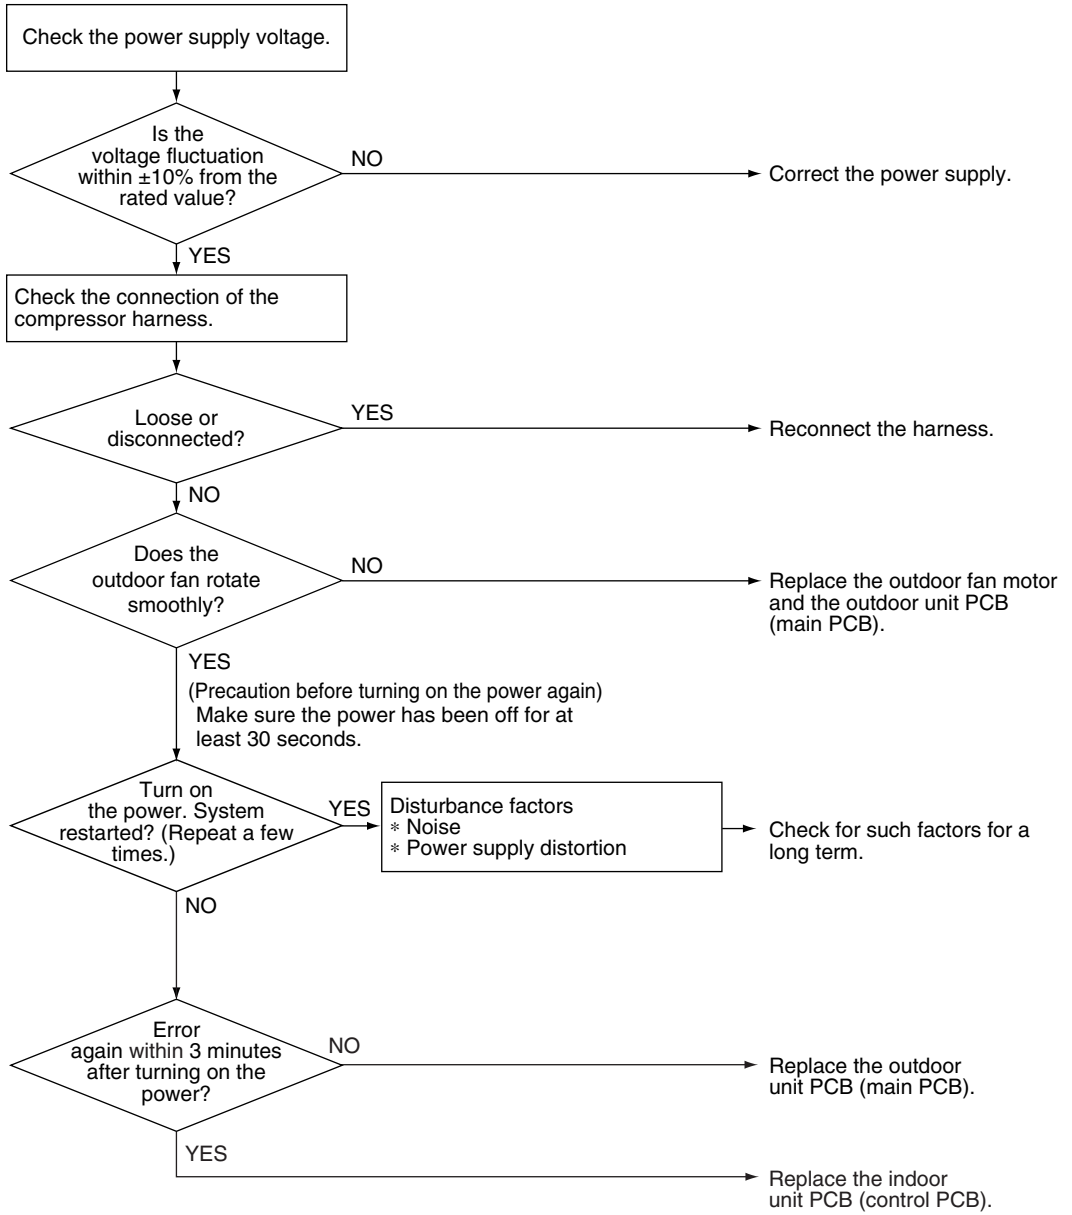 Check the power supply voltage.
Is the
voltage fluctuation
within ±10% from the
rated value?
NO
Correct the power supply.
YES
Check the connection of the
compressor harness.
Loose or
disconnected?
YES
Reconnect the harness.
NO
Does the
outdoor fan rotate
smoothly?
NO
Replace the outdoor fan motor
and the outdoor unit PCB
(main PCB).
YES
(Precaution before turning on the power again)
Make sure the power has been off for at
least 30 seconds.
Turn on
the power. System
restarted? (Repeat a few
times.)
YES
Disturbance factors
* Noise
* Power supply distortion
Check for such factors for a
long term.
NO
Error
again within 3 minutes
after turning on the
power?
NO
Replace the outdoor
unit PCB (main PCB).
YES
Replace the indoor
unit PCB (control PCB).